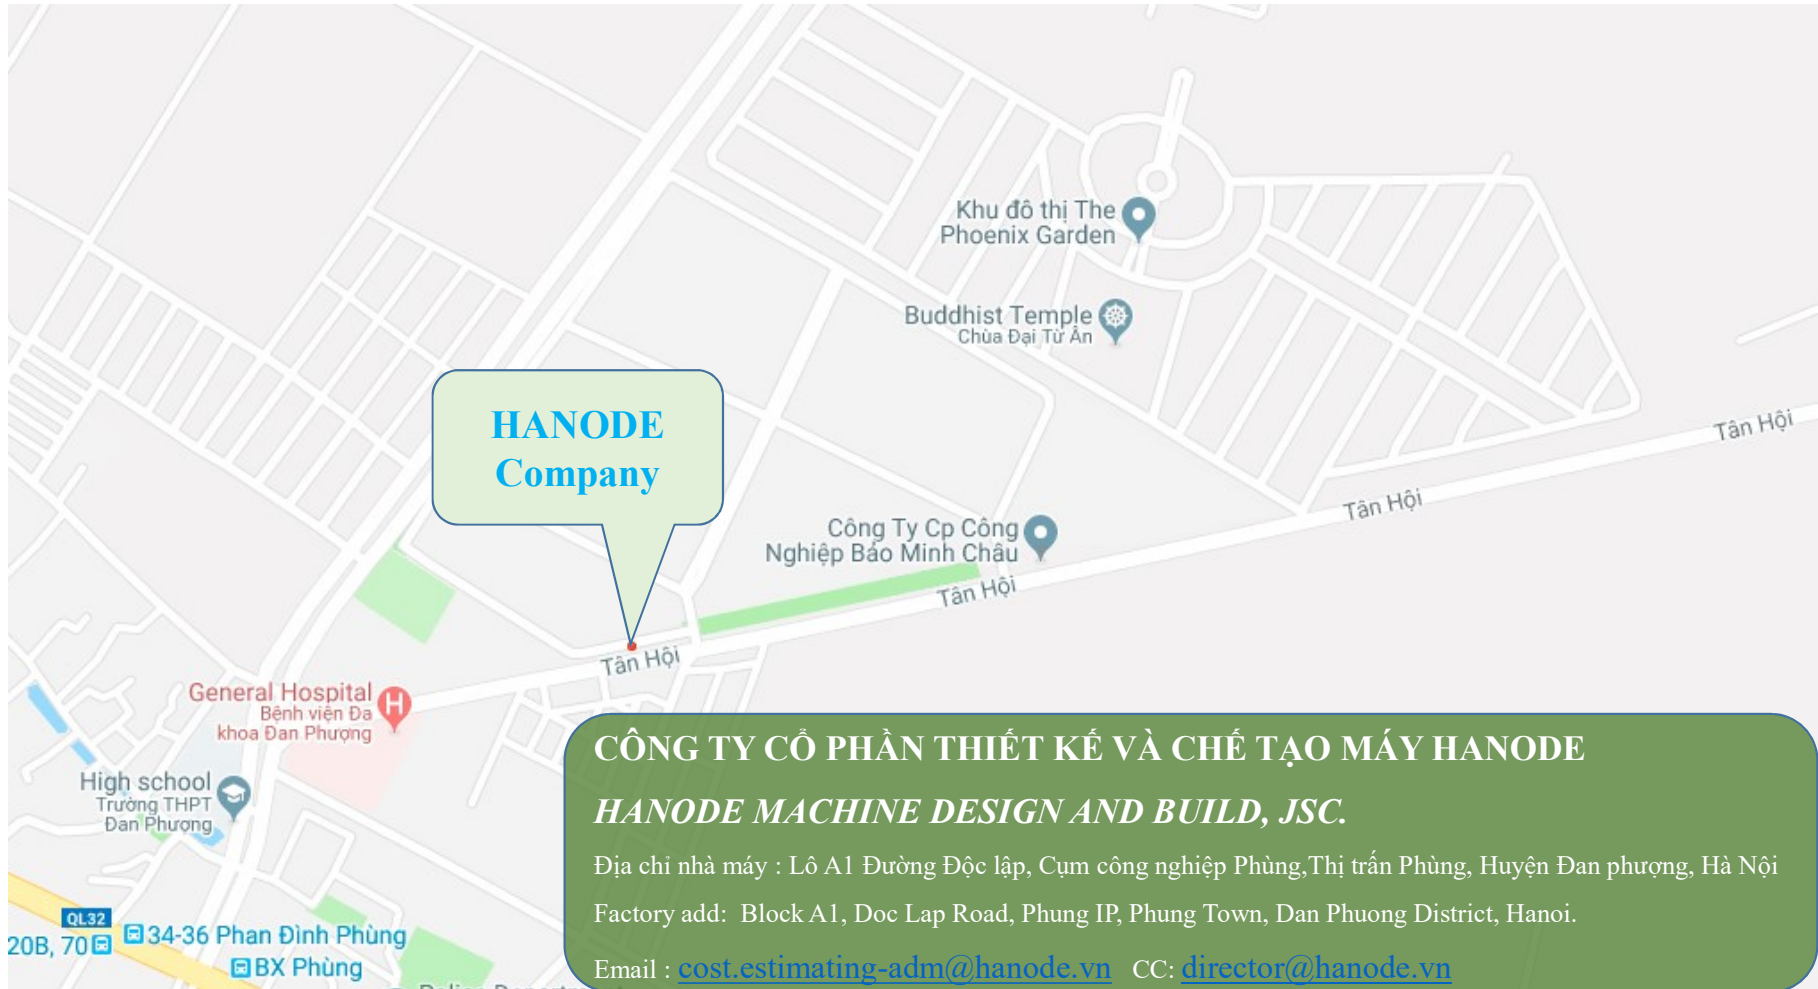 Khu đô thị The
Phoenix Garden
Buddhist Temple
Chùa Đại Từ Ân
HANODE
Company
Tân Hội
Tân Hội
Công Ty Cp Công
Nghiệp Bảo Minh Châu
Tân Hội
Tân Hội
General Hospital
Bệnh viện Đa
khoa Đan Phượng
H
High school
Trường THPT
Đan Phượng
QL32
20B, 70
34-36 Phan Đình Phùng
BX Phùng
CÔNG TY CỔ PHẦN THIẾT KẾ VÀ CHẾ TẠO MÁY HANODE
HANODE MACHINE DESIGN AND BUILD, JSC.
Địa chỉ nhà máy : Lô A1 Đường Độc lập, Cụm công nghiệp Phùng,Thị trấn Phùng, Huyện Đan phượng, Hà Nội
Factory add: Block A1, Doc Lap Road, Phung IP, Phung Town, Dan Phuong District, Hanoi.
Email : cost.estimating-adm@hanode.vn CC: director@hanode.vn